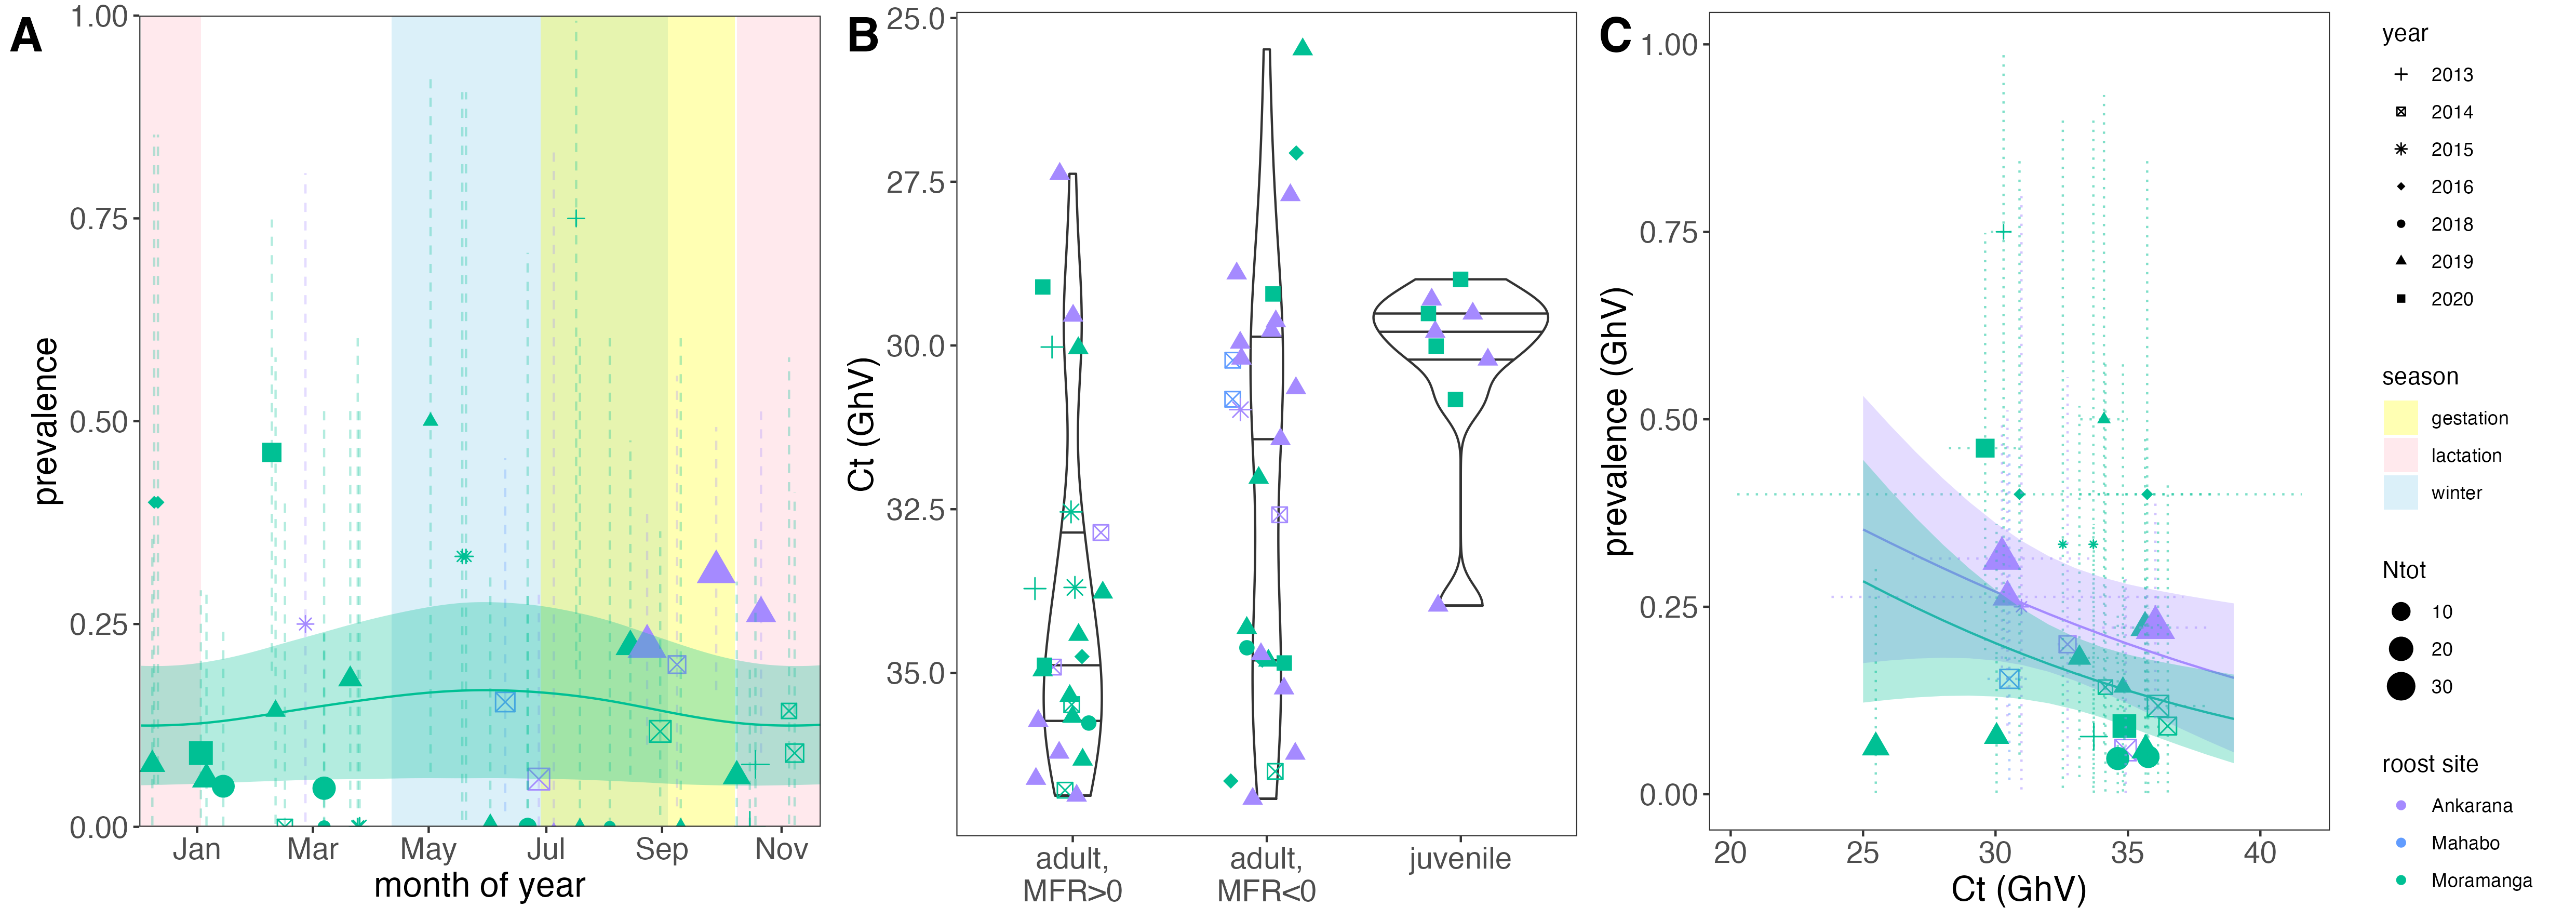 A
prevalence
1.00
0.75
0.50
0.25
0.00
Jan
Mar
May
Jul
Sep
Nov
month of year
B
Ct (GhV)
25.0
27.5
30.0
32.5
35.0
adult,
MFR>0
adult,
MFR<0
juvenile
C
prevalence (GhV)
1.00
0.75
0.50
0.25
0.00
20
25
30
35
40
Ct (GhV)
year
2013
2014
2015
2016
2018
2019
2020
season
gestation
lactation
winter
Ntot
10
20
30
roost site
Ankarana
Mahabo
Moramanga